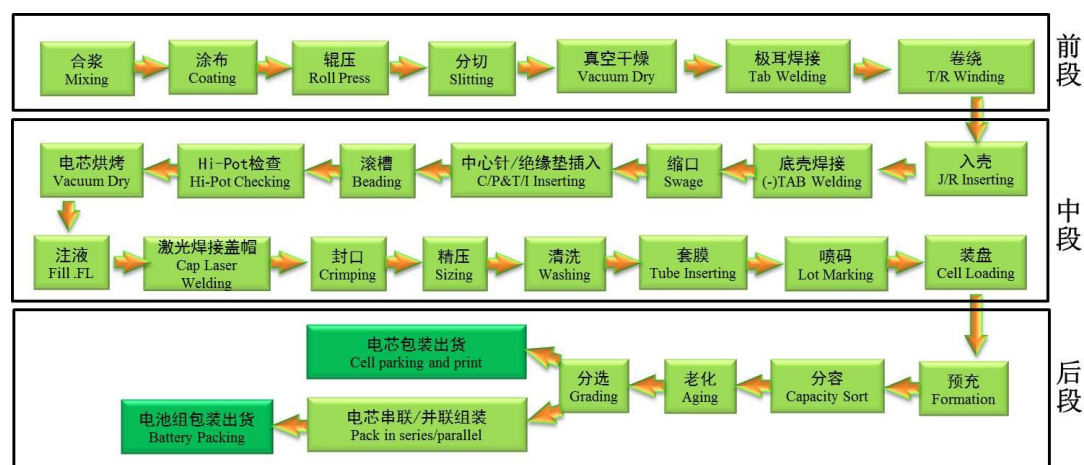 合浆
Mixing
涂布
Coating
辊压
Roll Press
分切
Slitting
真空干燥
Vacuum Dry
极耳焊接
Tab Welding
卷绕
T/R Winding
前段
入壳
J/R Inserting
底壳焊接
(-)TAB Welding
缩口
Swage
中心针/绝缘垫插入
C/P&T/I Inserting
滚槽
Beading
Hi-Pot检查
Hi-Pot Checking
电芯烘烤
Vacuum Dry
中段
注液
Fill .FL
激光焊接盖帽
Cap Laser
Welding
封口
Crimping
精压
Sizing
清洗
Washing
套膜
Tube Inserting
喷码
Lot Marking
装盘
Cell Loading
预充
Formation
分容
Capacity Sort
老化
Aging
分选
Grading
电芯包装出货
Cell parking and print
电芯串联/并联组装
Pack in series/parallel
电池组包装出货
Battery Packing
后段